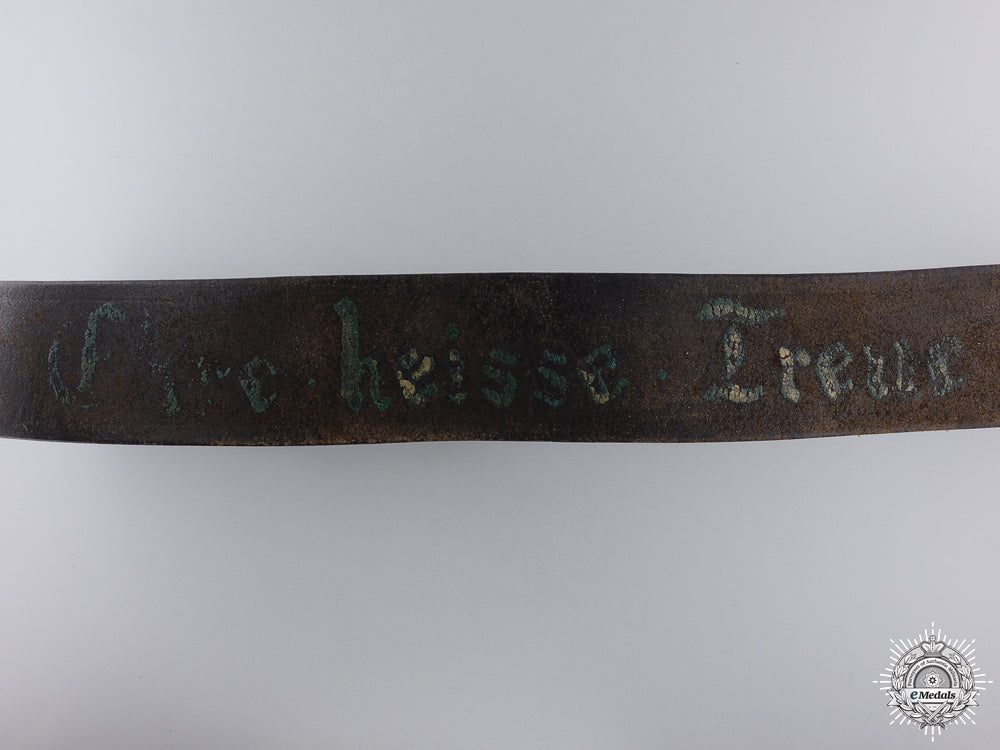 Ehre · heisse · Treue
eMedals